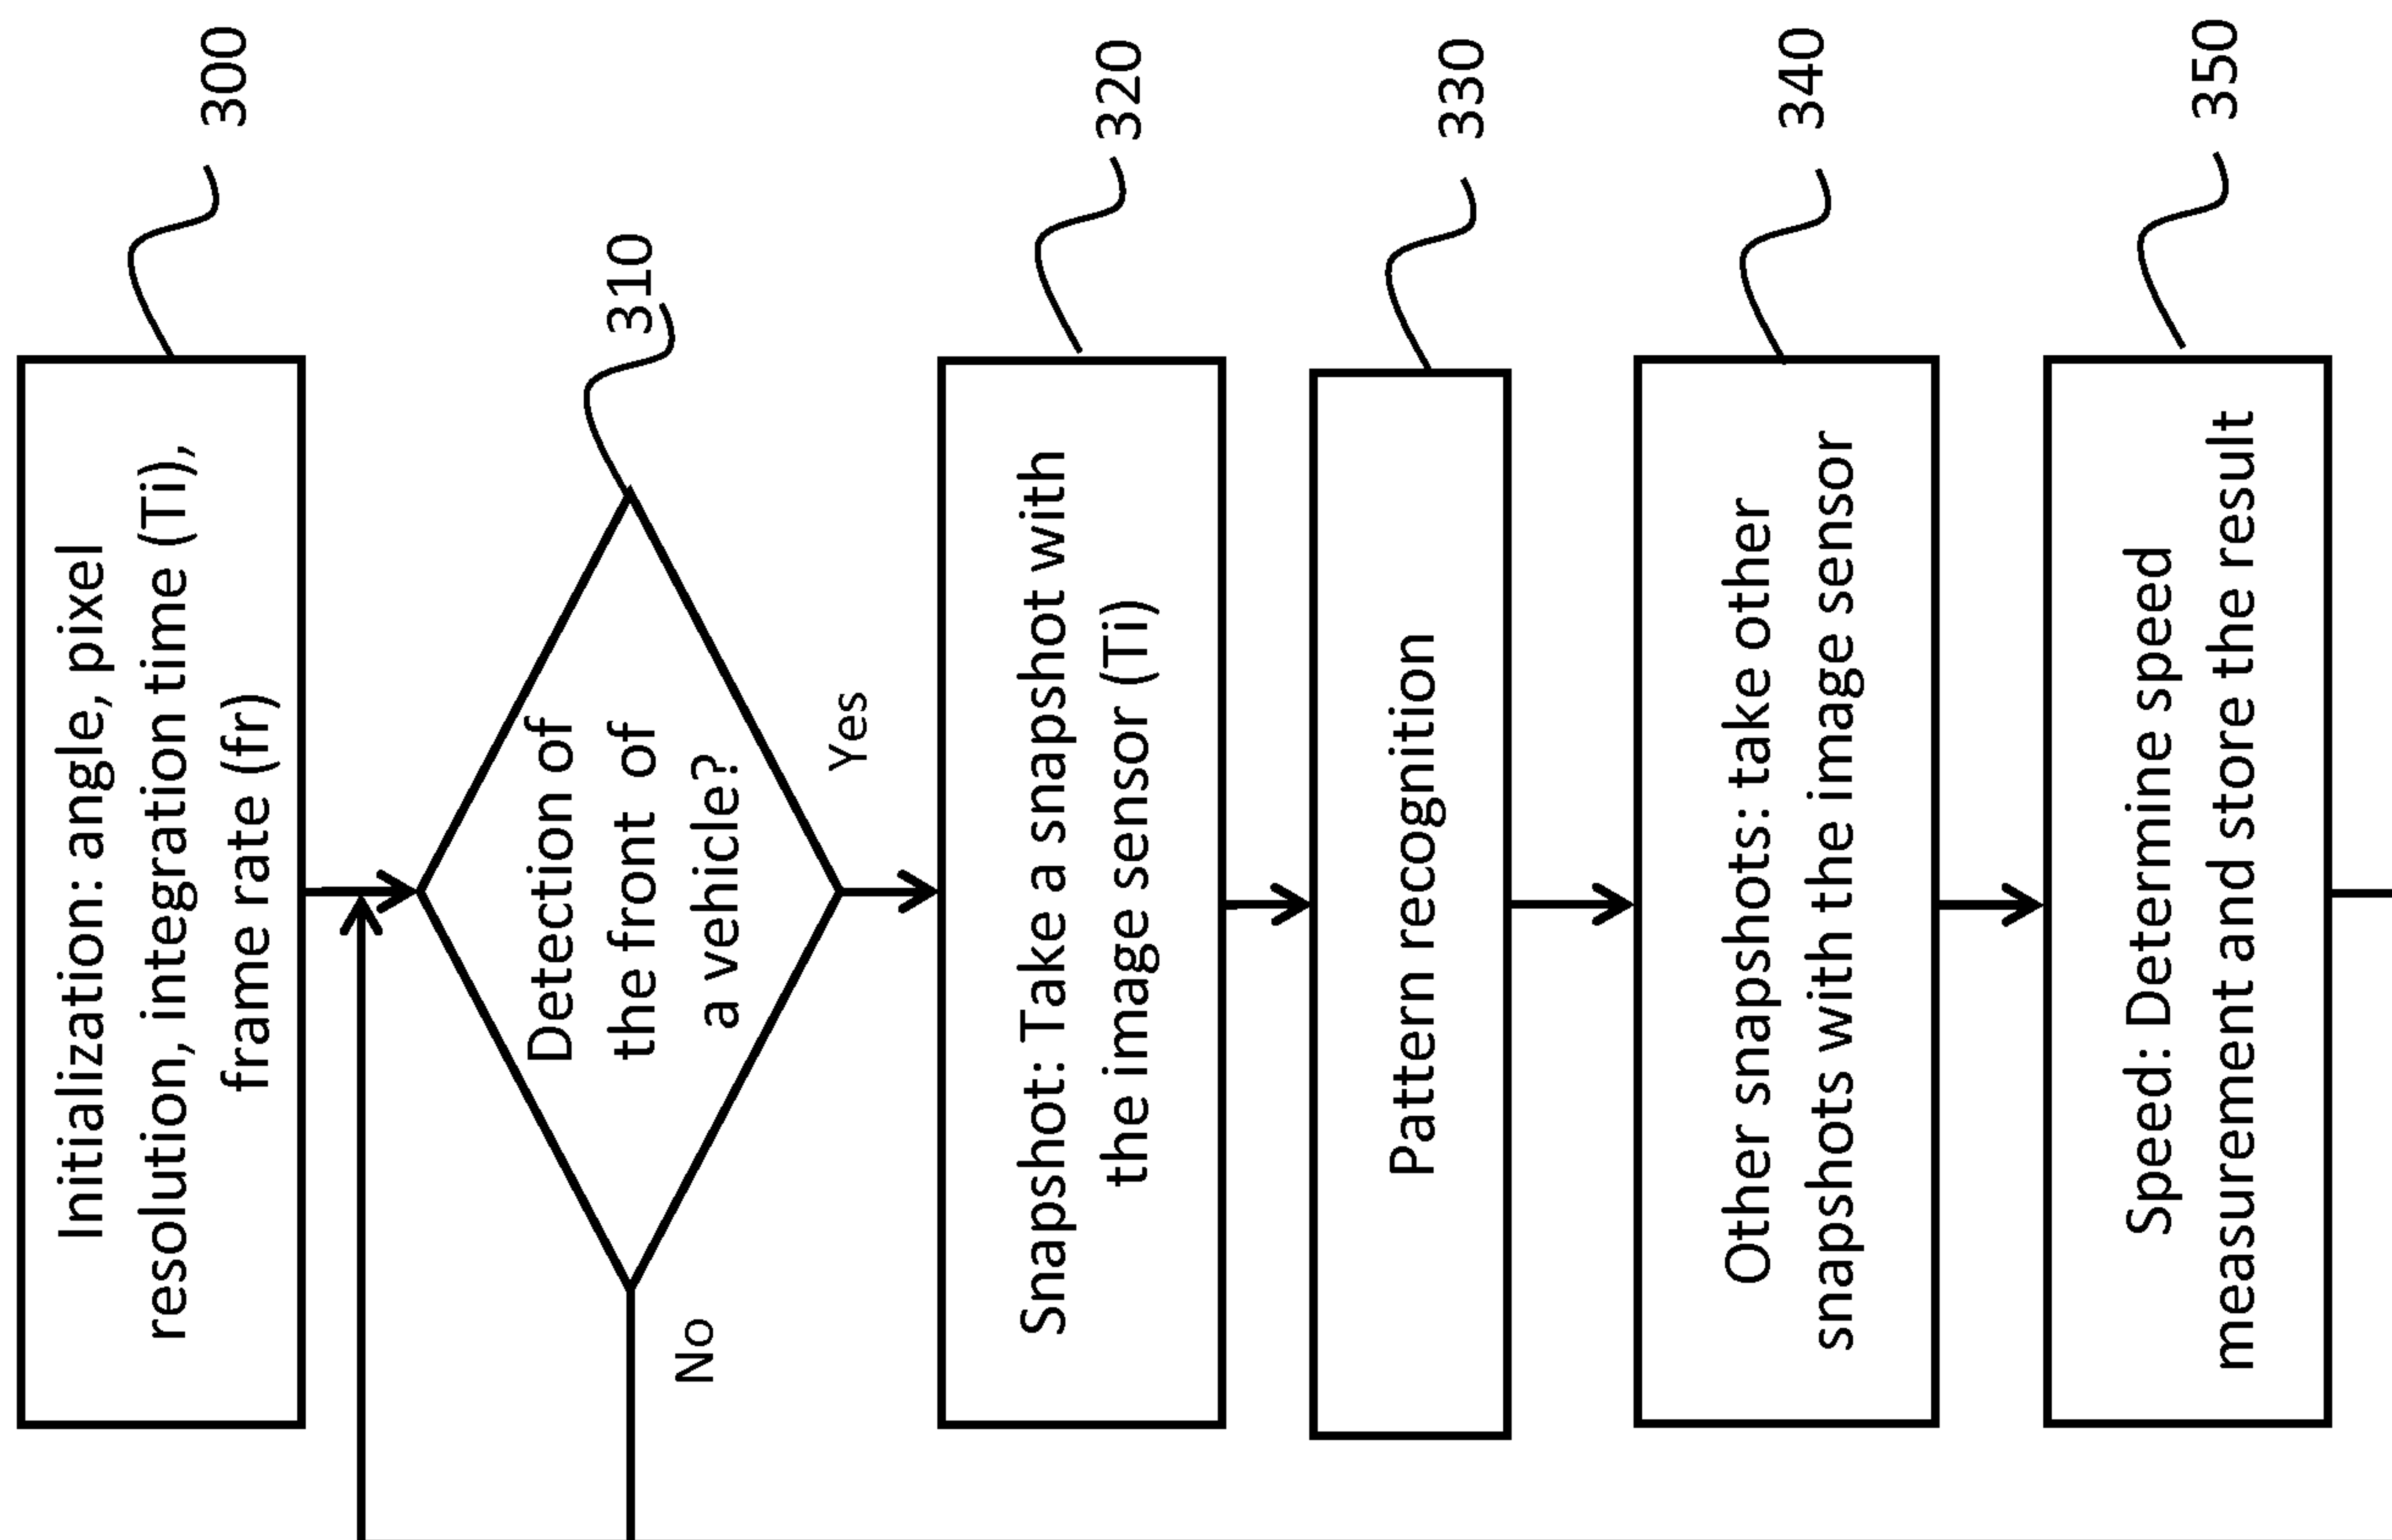 Initialization: angle, pixel
resolution, integration time (Ti),
frame rate (fr)
300
Detection of
the front of
a vehicle?
310
No
Yes
Snapshot: Take a snapshot with
the image sensor (Ti)
320
Pattern recognition
330
Other snapshots: take other
snapshots with the image sensor
340
Speed: Determine speed
measurement and store the result
350